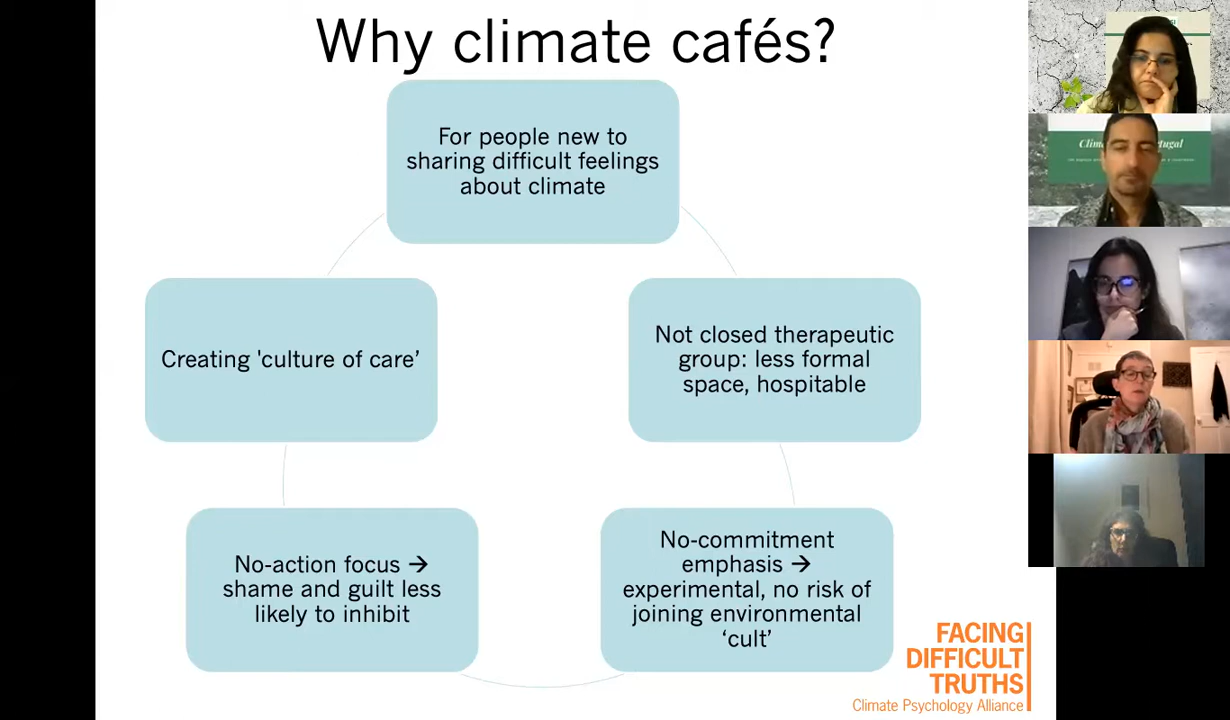 Why climate cafés?
For people new to
sharing difficult feelings
about climate
Not closed therapeutic
group: less formal
space, hospitable
No-commitment
emphasis →
experimental, no risk of
joining environmental
‘cult’
No-action focus →
shame and guilt less
likely to inhibit
Creating 'culture of care’
FACING
DIFFICULT
TRUTHS
Climate Psychology Alliance